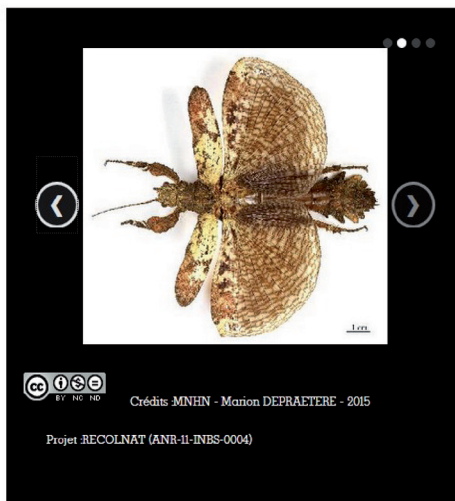 1 cm
cc BY NC ND
Crédits :MNHN - Marion DEPRAETERE - 2015
Projet :RECOLNAT (ANR-11-INBS-0004)